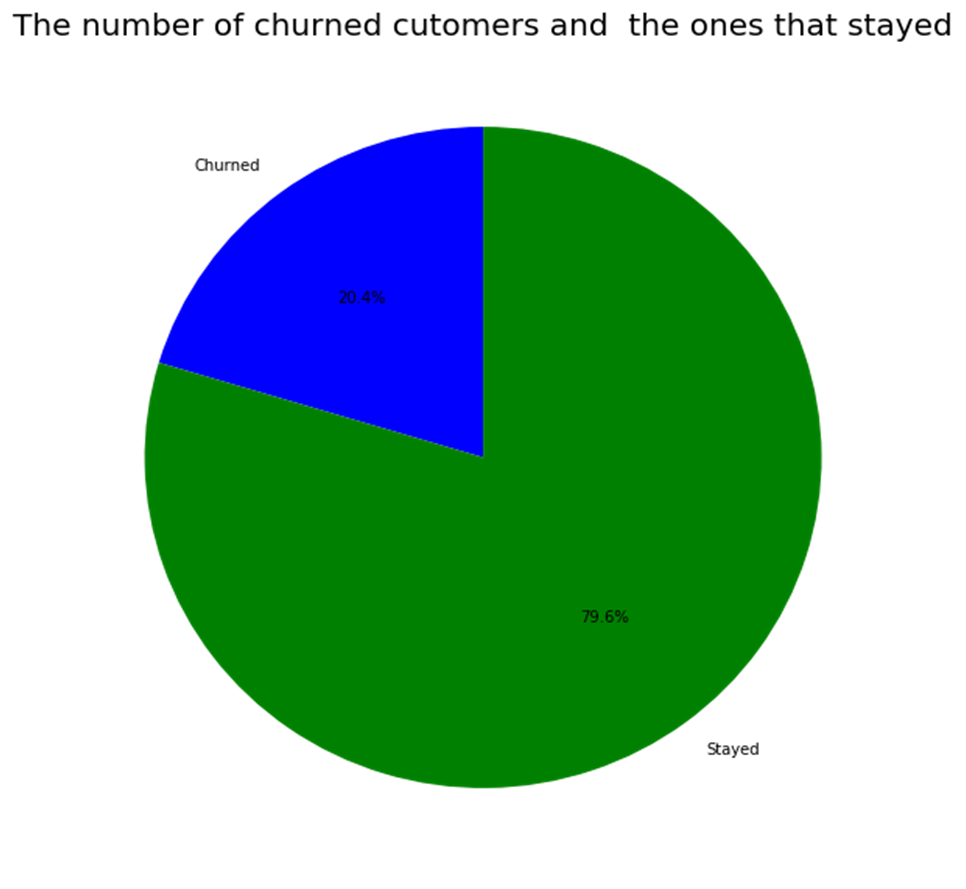 The number of churned cutomers and  the ones that stayed
Churned
20.4%
79.6%
Stayed